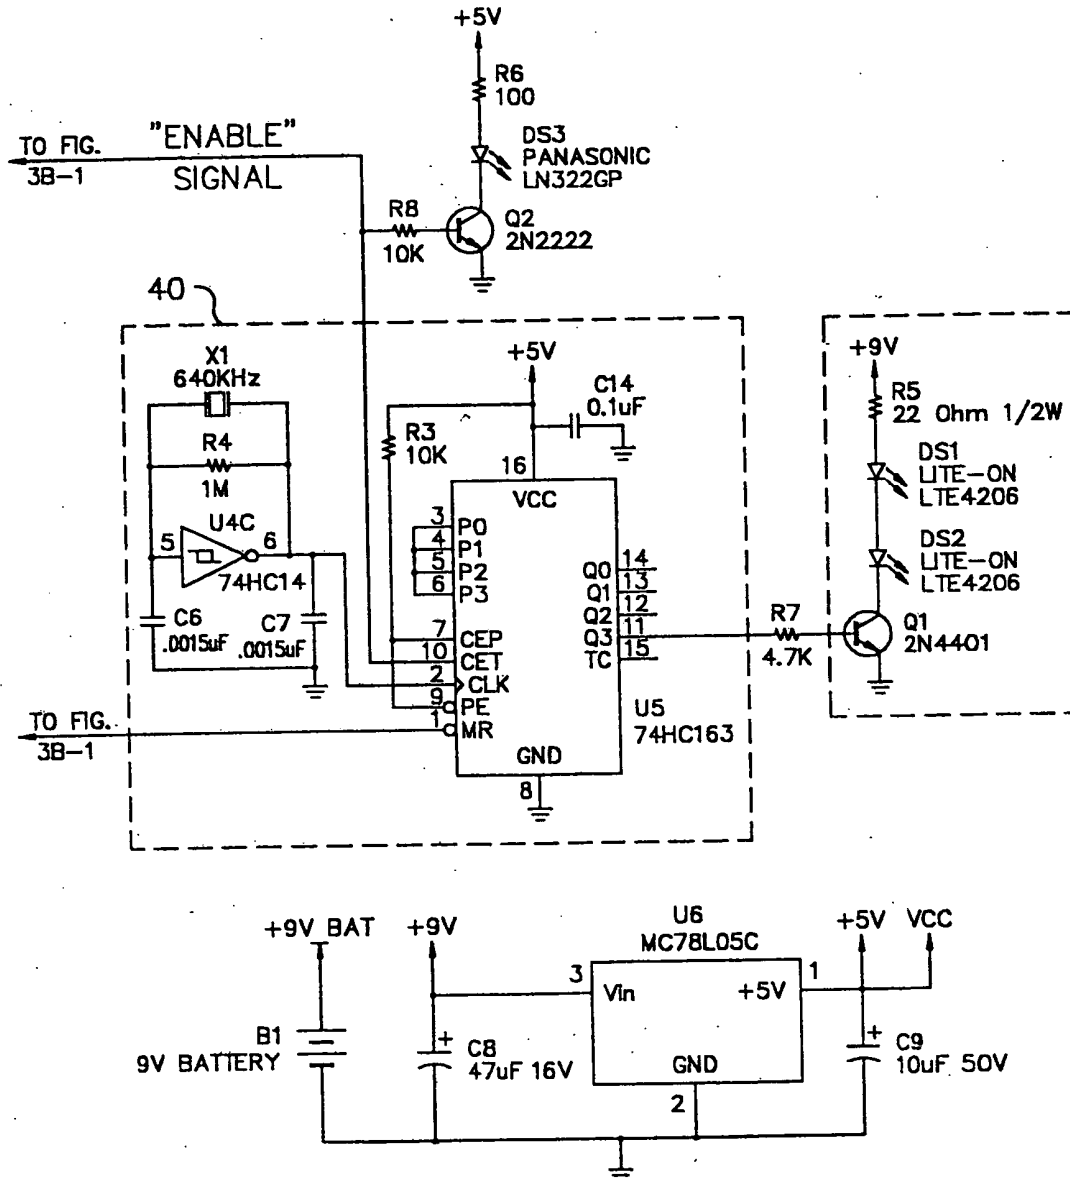 +5V
R6
100
DS3
PANASONIC
LN322GP
"ENABLE"
SIGNAL
TO FIG.
3B-1
R8
10K
Q2
2N2222
40
X1
640KHz
R4
1M
U4C
5
6
74HC14
C6
.0015uF
C7
.0015uF
+5V
C14
0.1uF
R3
10K
16
VCC
3
P0
4
P1
5
P2
6
P3
7
CEP
10
CET
2
CLK
9
PE
1
MR
Q0
14
Q1
13
Q2
12
Q3
11
TC
15
GND
8
U5
74HC163
TO FIG.
3B-1
R7
4.7K
+9V
R5
22 Ohm 1/2W
DS1
LITE-ON
LTE4206
DS2
LITE-ON
LTE4206
Q1
2N4401
+9V BAT
B1
9V BATTERY
+9V
+
C8
47uF 16V
U6
MC78L05C
3
Vin
+5V
1
GND
2
+5V
VCC
+
C9
10uF 50V